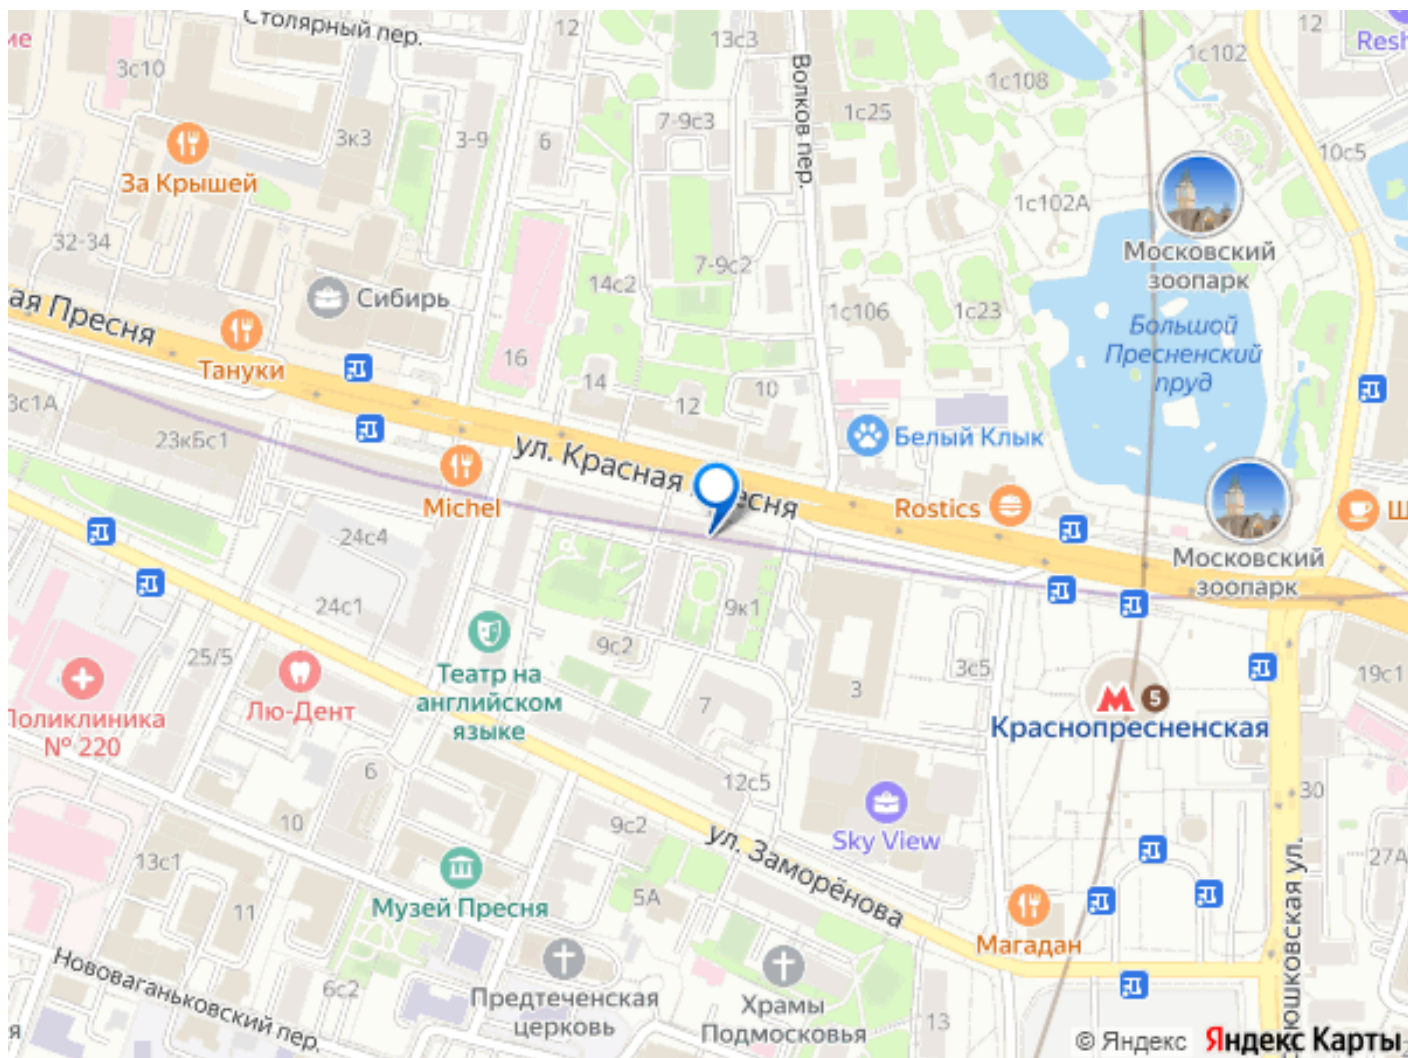 Столярный пер.
12
13с3
Волков пер.
1с108
1с102
12
Resh
3с10
1с25
7-9с3
3к3
3-9
6
10с5
За Крышей
1с102А
32-34
Московский
зоопарк
7-9с2
14с2
Сибирь
1с106
1с23
ая Пресня
Большой
Пресненский
пруд
16
Тануки
14
10
12
3с1А
23кБс1
Белый Клык
ул. Красная Пресня
Michel
Rostics
Ш
24с4
Московский
зоопарк
24с1
9к1
9с2
25/5
3с5
19с1
Театр на
английском
языке
3
М 5
Краснопресненская
Лю-Дент
7
Поликлиника
№ 220
6
12с5
30
10
9с2
Sky View
ул. Заморёнова
13с1
27А
5А
Музей Пресня
11
Магадан
Нововаганьковский пер.
6с2
Предтеченская
церковь
Храмы
Подмосковья
13
юшковская ул.
© Яндекс Яндекс Карты